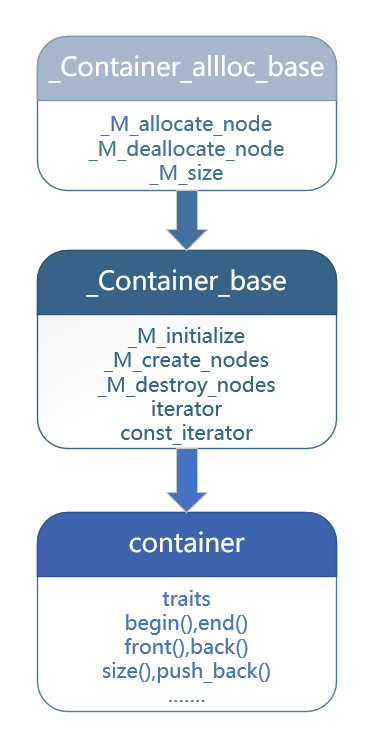 _Container_allloc_base
_M_allocate_node
_M_deallocate_node
_M_size
_Container_base
_M_initialize
_M_create_nodes
_M_destroy_nodes
iterator
const_iterator
container
traits
begin(),end()
front(),back()
size(),push_back()
.......